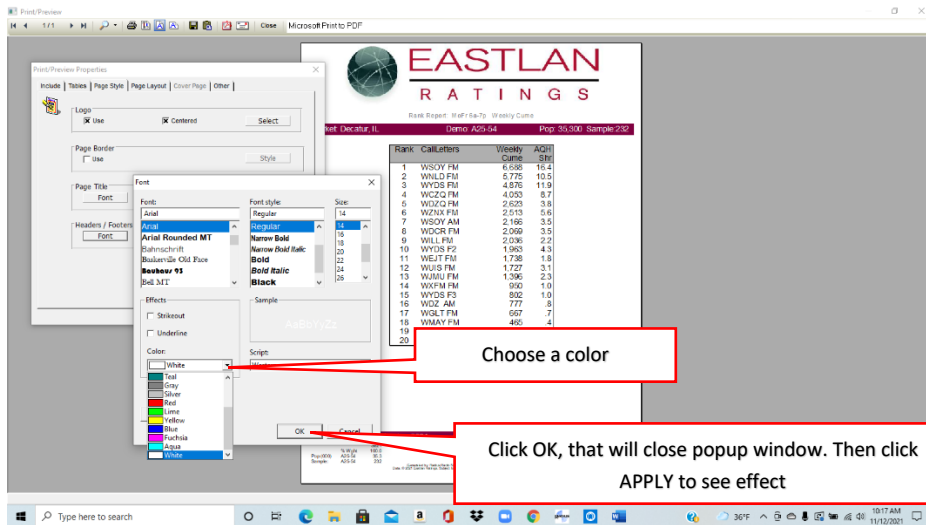 Print/Preview
1/1 Close Microsoft Print to PDF
Print/Preview Properties
Include Tables Page Style Page Layout Cover Page Other
Logo
Use Centered Select
Page Border
Use Style
Page Title
Font
Headers / Footers
Font
Font
Font: Font style: Size:
Arial Regular 14
Arial Regular 14
Arial Rounded MT Narrow Bold 16
Bahnschrift Narrow Bold Italic 18
Baskerville Old Face Bold 20
Bauhaus 93 Bold Italic 22
Bell MT Black 24
26
Effects Sample
Strikeout
Underline
AaBbYyZz
Color: Script:
White
Teal
Gray
Silver
Red
Lime
Yellow
Blue
Fuchsia
Aqua
White
OK Cancel
EASTLAN
RATINGS
Rank Report MoFr 6a-7p Weekly Cume
ket: Decatur, IL Demo: A25-54 Pop: 35,300 Sample:232
Rank CallLetters Weekly Cume AQH Shr
1 WSOY FM 6,688 16.4
2 WNLD FM 5,775 10.5
3 WYDS FM 4,876 11.9
4 WCZQ FM 4,053 8.7
5 WDZQ FM 2,623 3.8
6 WZNX FM 2,513 5.6
7 WSOY AM 2,166 3.5
8 WDCR FM 2,069 3.5
9 WILL FM 2,036 2.2
10 WYDS F2 1,963 4.3
11 WEJT FM 1,738 1.8
12 WUIS FM 1,727 3.1
13 WJMU FM 1,396 2.3
14 WXFM FM 950 1.0
15 WYDS F3 802 1.0
16 WDZ AM 777 .8
17 WGLT FM 667 .7
18 WMAY FM 465 .4
19
20
Choose a color
Click OK, that will close popup window. Then click
APPLY to see effect
Type here to search
36°F
10:17 AM
11/12/2021